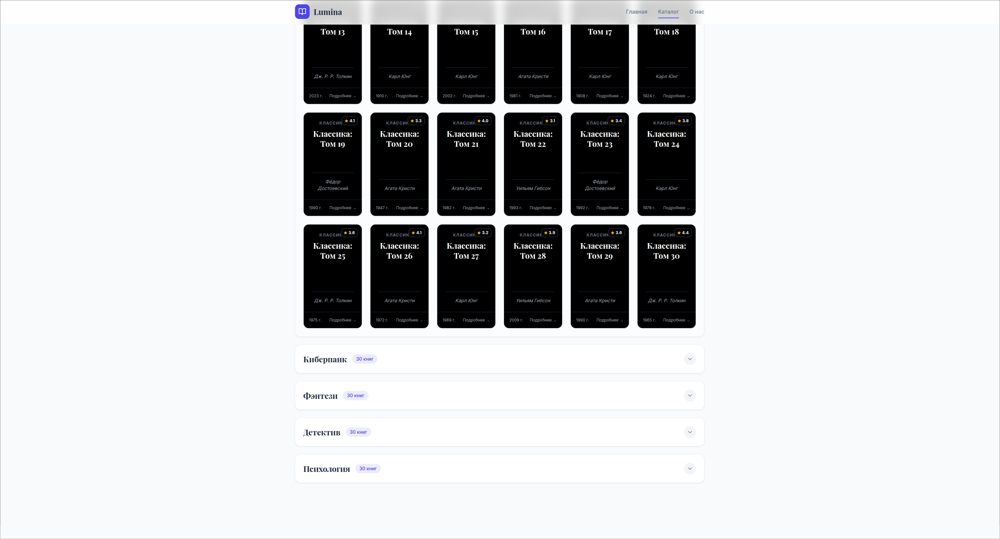 Lumina
Главная Каталог О нас
Том 13 Том 14 Том 15 Том 16 Том 17 Том 18
Дж. Р. Р. Толкин Карл Юнг Карл Юнг Агата Кристи Карл Юнг Карл Юнг
2023 г. Подробнее → 1910 г. Подробнее → 2002 г. Подробнее → 1981 г. Подробнее → 1908 г. Подробнее → 1924 г. Подробнее →
★ 4.1 ★ 3.3 ★ 4.0 ★ 3.1 ★ 3.4 ★ 3.8
КЛАССИК КЛАССИК КЛАССИК КЛАССИК КЛАССИК КЛАССИК
Классика: Классика: Классика: Классика: Классика: Классика:
Том 19 Том 20 Том 21 Том 22 Том 23 Том 24
Фёдор Фёдор
Достоевский Агата Кристи Агата Кристи Уильям Гибсон Достоевский Карл Юнг
1990 г. Подробнее → 1947 г. Подробнее → 1982 г. Подробнее → 1993 г. Подробнее → 1992 г. Подробнее → 1978 г. Подробнее →
★ 3.6 ★ 4.1 ★ 3.2 ★ 3.9 ★ 3.6 ★ 4.4
КЛАССИК КЛАССИК КЛАССИК КЛАССИК КЛАССИК КЛАССИК
Классика: Классика: Классика: Классика: Классика: Классика:
Том 25 Том 26 Том 27 Том 28 Том 29 Том 30
Дж. Р. Р. Толкин Агата Кристи Карл Юнг Уильям Гибсон Агата Кристи Дж. Р. Р. Толкин
1975 г. Подробнее → 1972 г. Подробнее → 1969 г. Подробнее → 2009 г. Подробнее → 1990 г. Подробнее → 1965 г. Подробнее →
Киберпанк 30 книг
Фэнтези 30 книг
Детектив 30 книг
Психология 30 книг